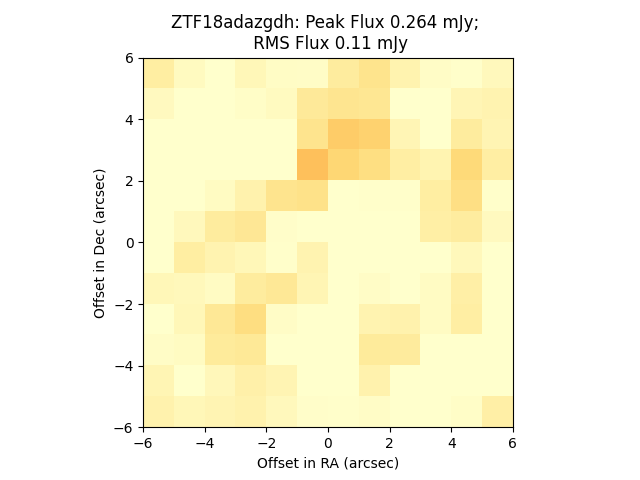 ZTF18adazgdh: Peak Flux 0.264 mJy;
RMS Flux 0.11 mJy
6
4
2
0
−2
−4
−6
Offset in Dec (arcsec)
−6 −4 −2 0 2 4 6
Offset in RA (arcsec)